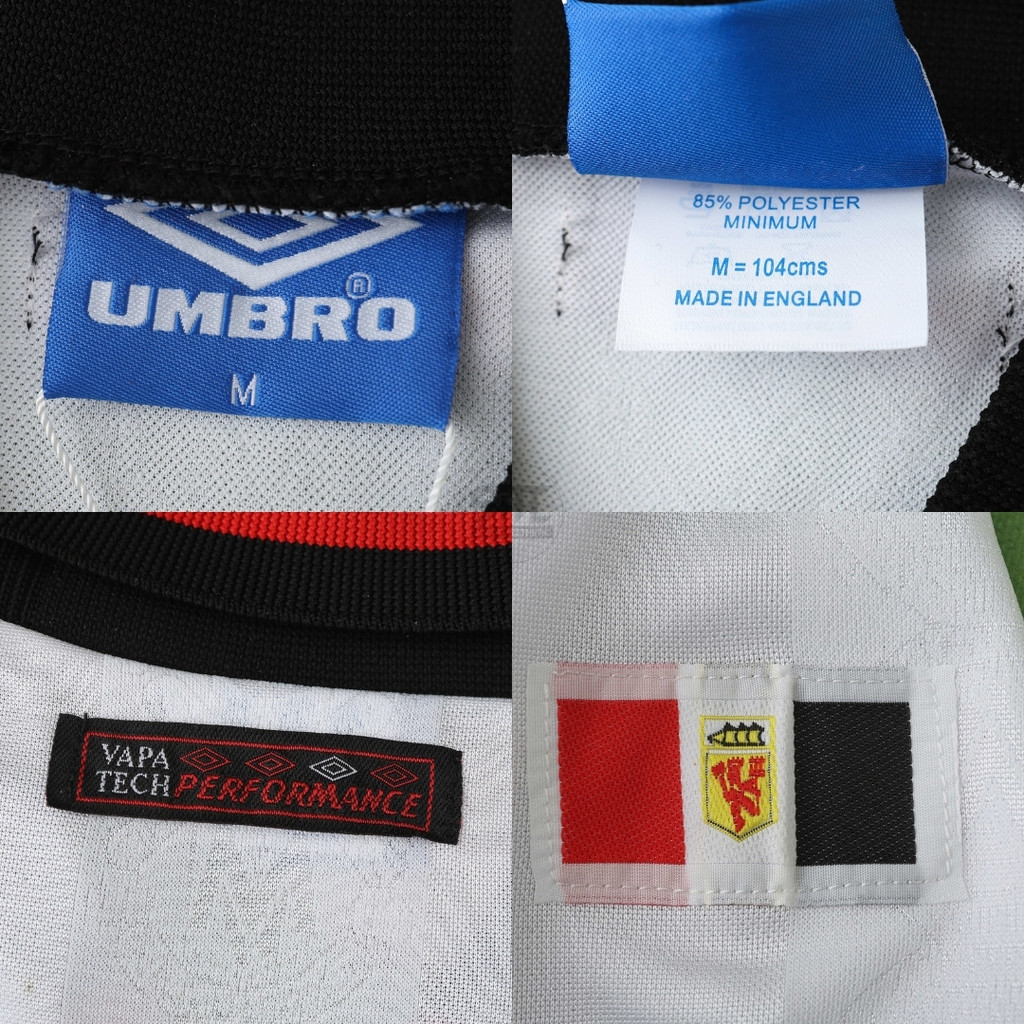 UMBRO®
M
85% POLYESTER
MINIMUM
M = 104cms
MADE IN ENGLAND
VAPA
TECH PERFORMANCE